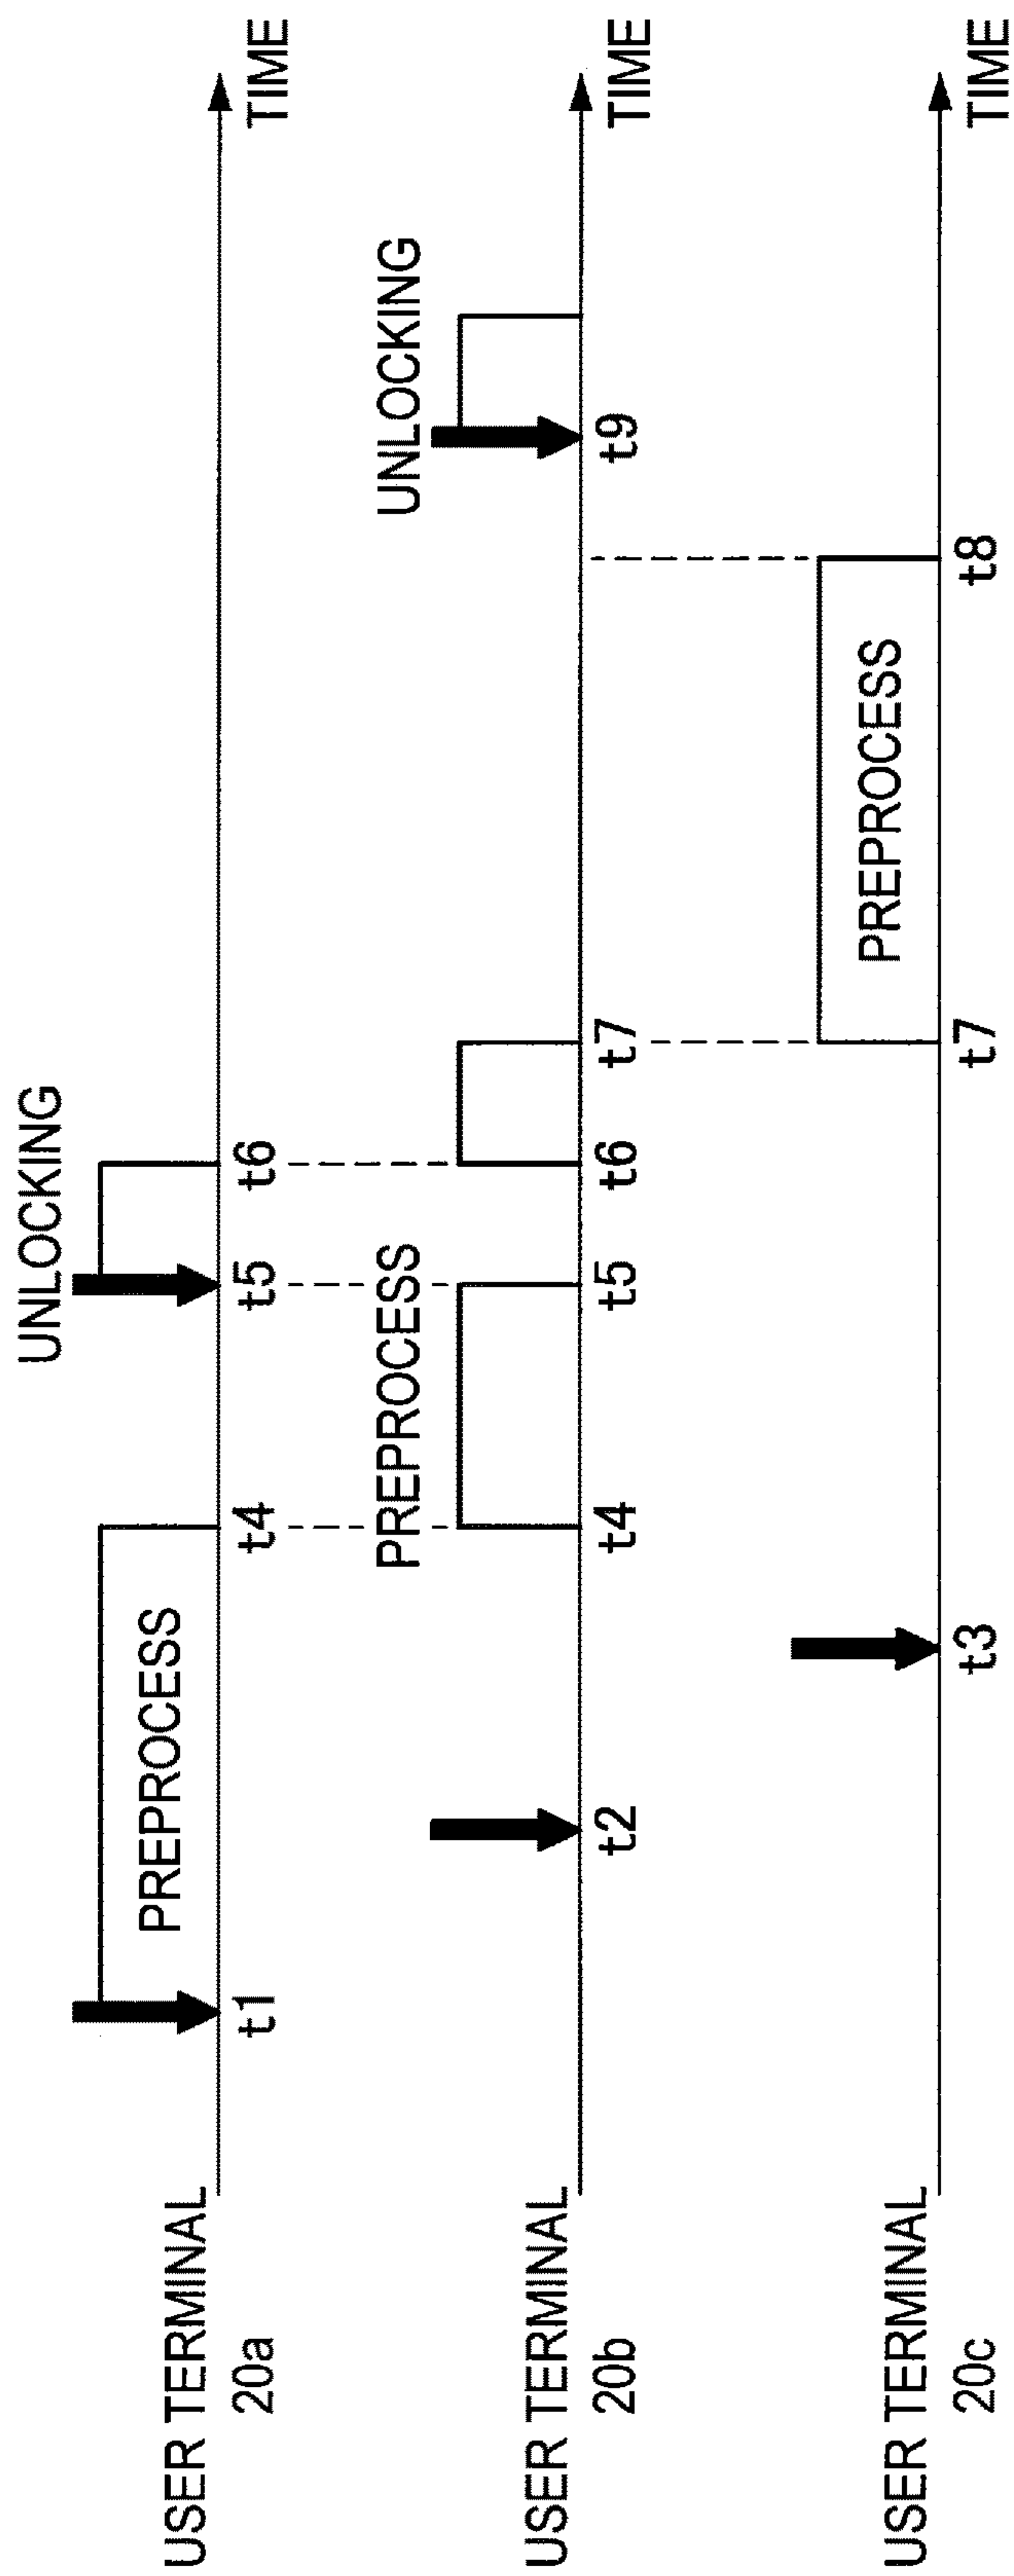 UNLOCKING
PREPROCESS
USER TERMINAL
20a
t1
t4
t5
t6
TIME
PREPROCESS
UNLOCKING
USER TERMINAL
20b
t2
t4
t5
t6
t7
t9
TIME
PREPROCESS
USER TERMINAL
20c
t3
t7
t8
TIME